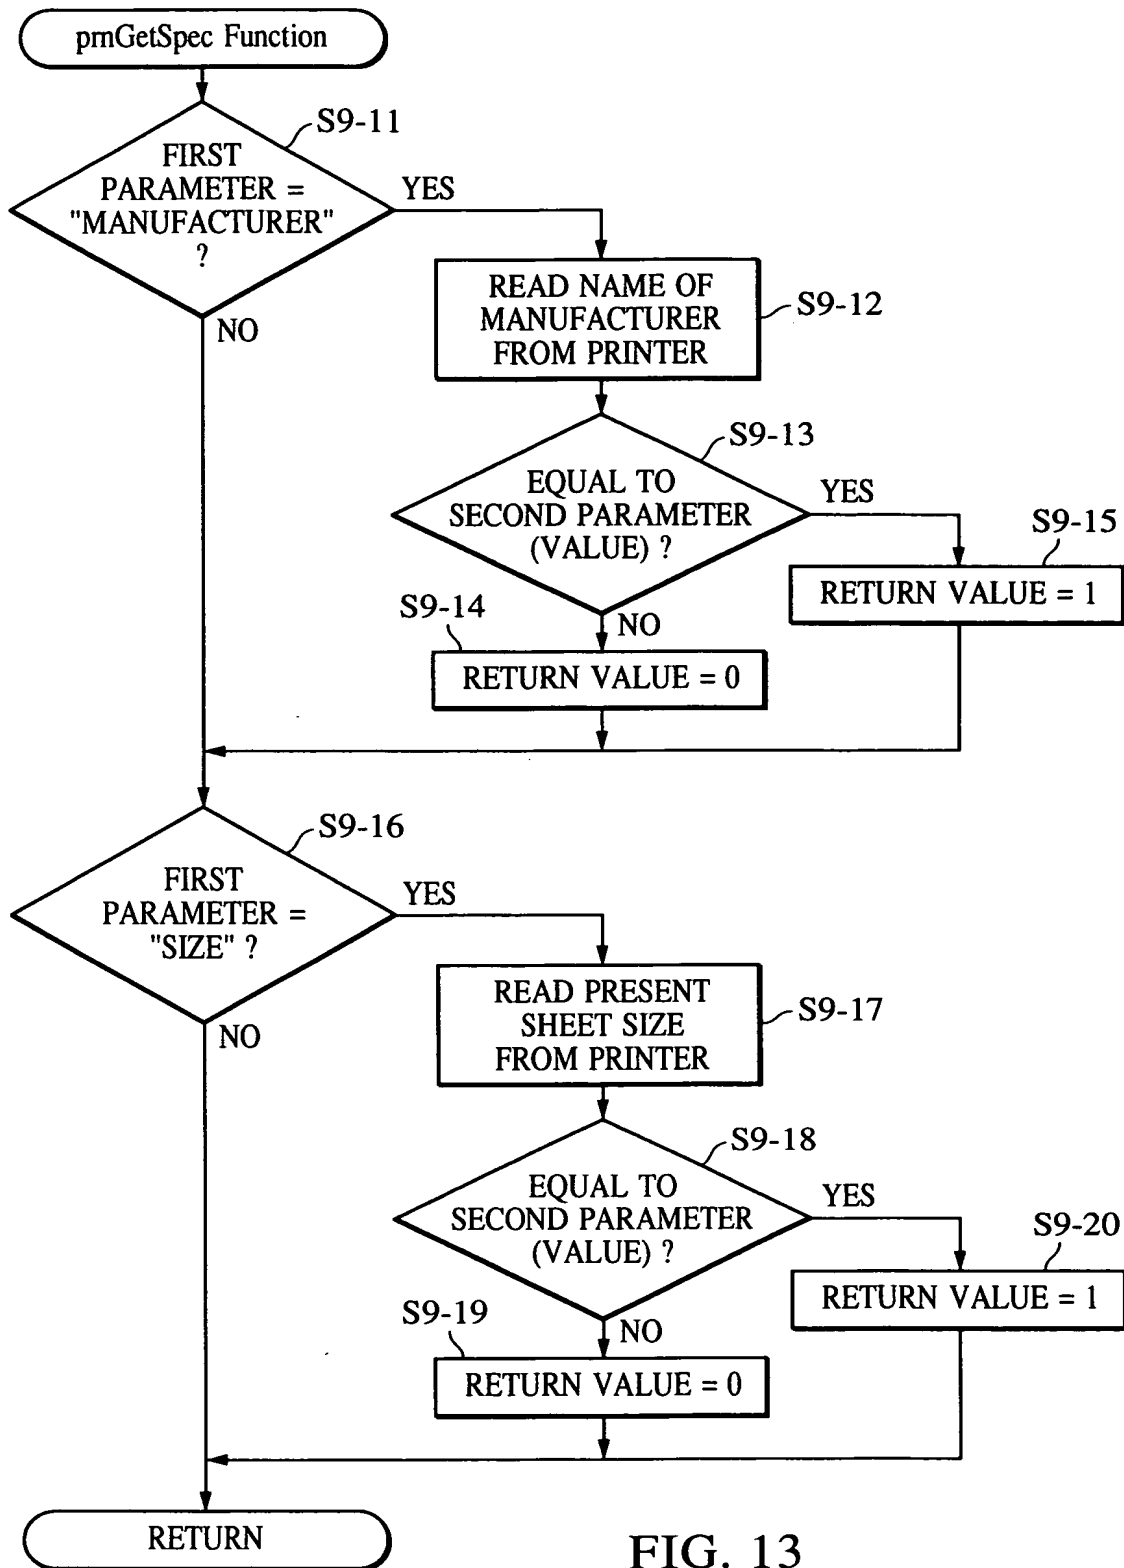 prnGetSpec Function
S9-11
FIRST
PARAMETER =
"MANUFACTURER"
?
YES
NO
READ NAME OF
MANUFACTURER
FROM PRINTER
S9-12
S9-13
EQUAL TO
SECOND PARAMETER
(VALUE) ?
YES
S9-15
RETURN VALUE = 1
S9-14
NO
RETURN VALUE = 0
S9-16
FIRST
PARAMETER =
"SIZE" ?
YES
NO
READ PRESENT
SHEET SIZE
FROM PRINTER
S9-17
S9-18
EQUAL TO
SECOND PARAMETER
(VALUE) ?
YES
S9-20
RETURN VALUE = 1
S9-19
NO
RETURN VALUE = 0
RETURN
FIG. 13